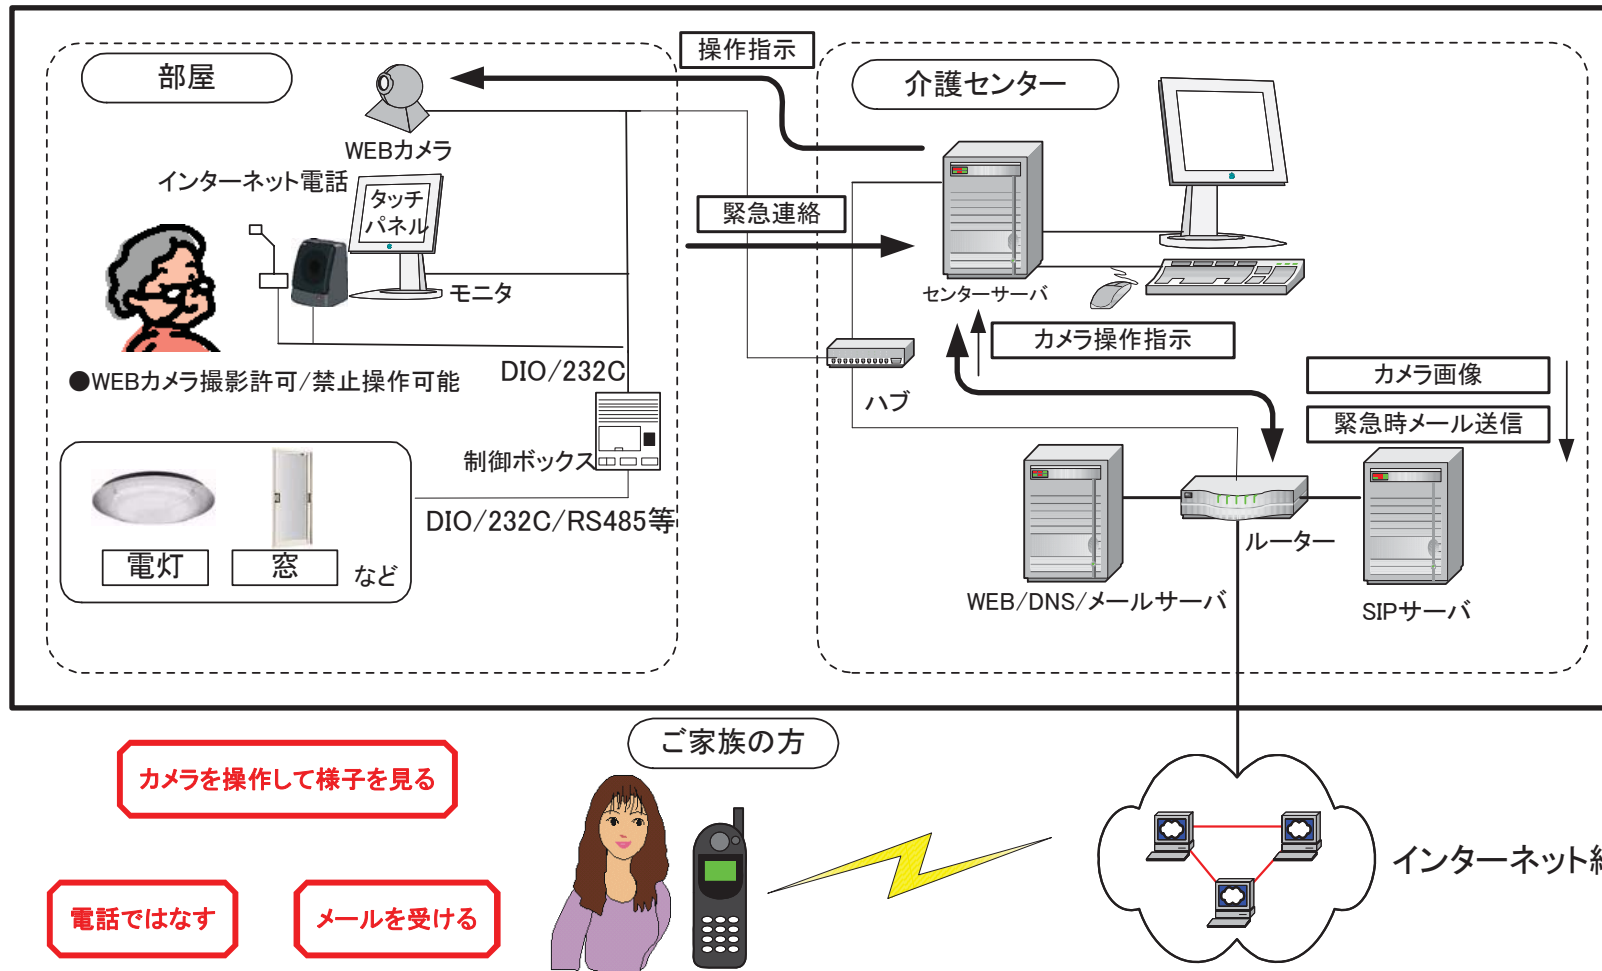 操作指示
部屋
介護センター
WEBカメラ
インターネット電話
タッチ
パネル
緊急連絡
モニタ
センターサーバ
カメラ操作指示
●WEBカメラ撮影許可/禁止操作可能
DIO/232C
ハブ
カメラ画像
緊急時メール送信
制御ボックス
DIO/232C/RS485等
電灯
窓
など
ルーター
WEB/DNS/メールサーバ
SIPサーバ
ご家族の方
カメラを操作して様子を見る
インターネット
電話ではなす
メールを受ける